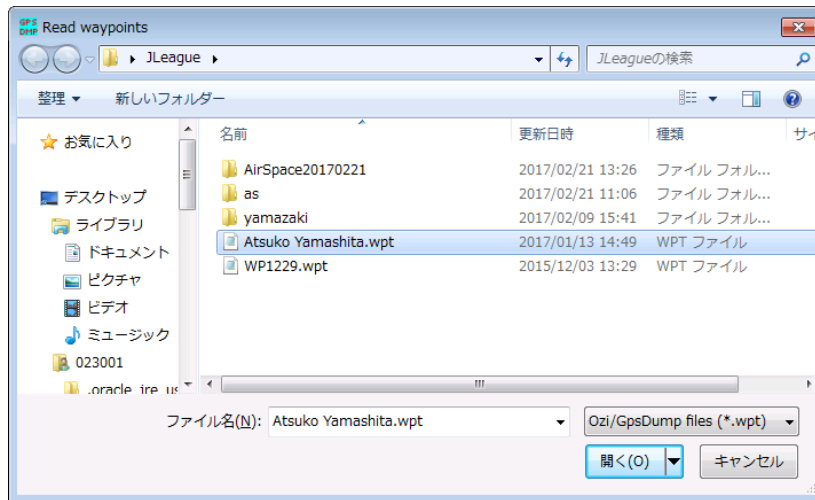 GPS DMP Read waypoints
JLeague
JLeagueの検索
整理 新しいフォルダー
お気に入り
デスクトップ
ライブラリ
ドキュメント
ピクチャ
ビデオ
ミュージック
023001
.oracle_jre_us
名前 更新日時 種類 サイ
AirSpace20170221 2017/02/21 13:26 ファイル フォル...
as 2017/02/21 11:06 ファイル フォル...
yamazaki 2017/02/09 15:41 ファイル フォル...
Atsuko Yamashita.wpt 2017/01/13 14:49 WPT ファイル
WP1229.wpt 2015/12/03 13:29 WPT ファイル
ファイル名(N): Atsuko Yamashita.wpt Ozi/GpsDump files (*.wpt)
開く(O) キャンセル